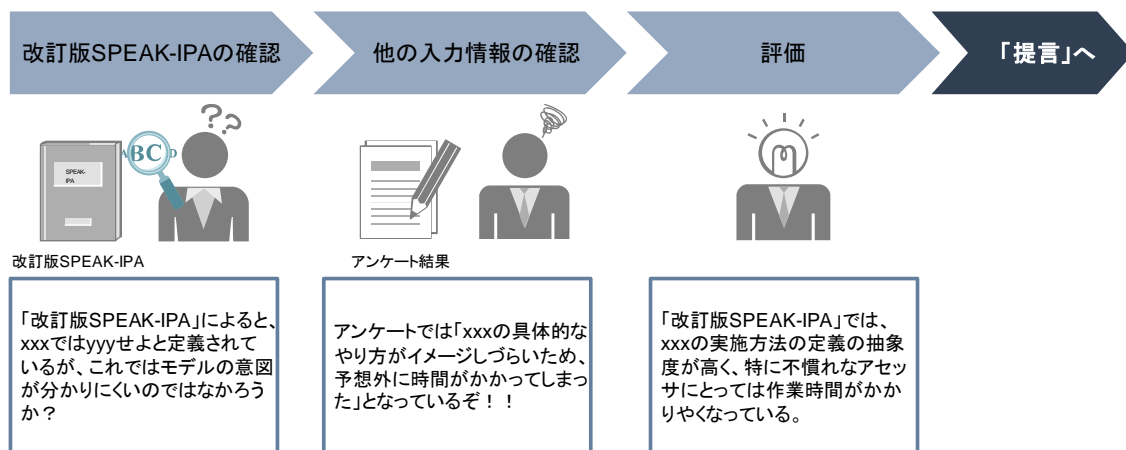 改訂版SPEAK-IPAの確認
他の入力情報の確認
評価
「提言」へ
??
SPEAK-
IPA
ABC D
改訂版SPEAK-IPA
アンケート結果
「改訂版SPEAK-IPA」によると、
xxxではyyyせよと定義されて
いるが、これではモデルの意図
が分かりにくいのではなかろう
か？
アンケートでは「xxxの具体的な
やり方がイメージしづらいため、
予想外に時間がかかってしまっ
た」となっているぞ！！
「改訂版SPEAK-IPA」では、
xxxの実施方法の定義の抽象
度が高く、特に不慣れなアセッ
サにとっては作業時間がかか
りやくなっている。